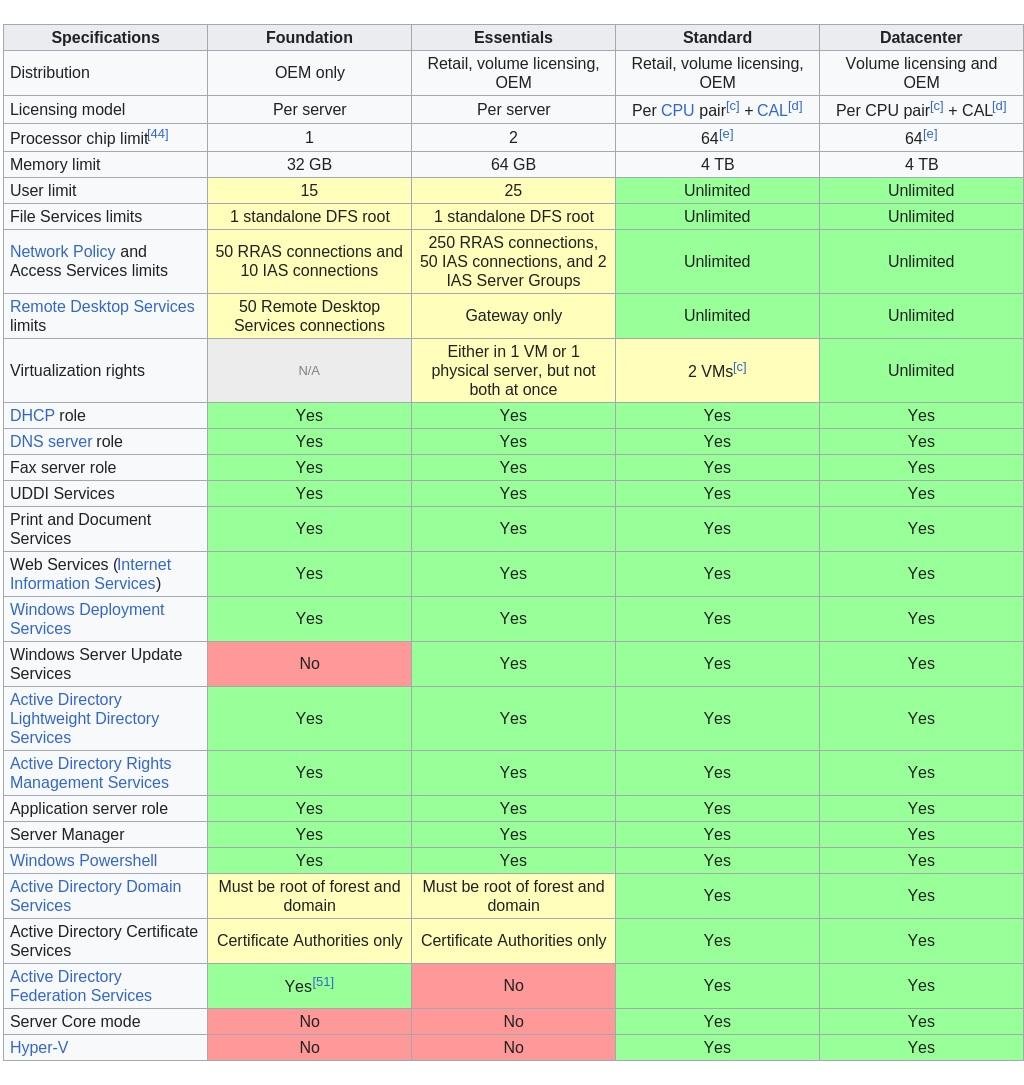 Specifications Foundation Essentials Standard Datacenter
Distribution OEM only Retail, volume licensing, OEM Retail, volume licensing, OEM Volume licensing and OEM
Licensing model Per server Per server Per CPU pair[c] + CAL[d] Per CPU pair[c] + CAL[d]
Processor chip limit[44] 1 2 64[e] 64[e]
Memory limit 32 GB 64 GB 4 TB 4 TB
User limit 15 25 Unlimited Unlimited
File Services limits 1 standalone DFS root 1 standalone DFS root Unlimited Unlimited
Network Policy and Access Services limits 50 RRAS connections and 10 IAS connections 250 RRAS connections, 50 IAS connections, and 2 IAS Server Groups Unlimited Unlimited
Remote Desktop Services limits 50 Remote Desktop Services connections Gateway only Unlimited Unlimited
Virtualization rights N/A Either in 1 VM or 1 physical server, but not both at once 2 VMs[c] Unlimited
DHCP role Yes Yes Yes Yes
DNS server role Yes Yes Yes Yes
Fax server role Yes Yes Yes Yes
UDDI Services Yes Yes Yes Yes
Print and Document Services Yes Yes Yes Yes
Web Services (Internet Information Services) Yes Yes Yes Yes
Windows Deployment Services Yes Yes Yes Yes
Windows Server Update Services No Yes Yes Yes
Active Directory Lightweight Directory Services Yes Yes Yes Yes
Active Directory Rights Management Services Yes Yes Yes Yes
Application server role Yes Yes Yes Yes
Server Manager Yes Yes Yes Yes
Windows Powershell Yes Yes Yes Yes
Active Directory Domain Services Must be root of forest and domain Must be root of forest and domain Yes Yes
Active Directory Certificate Services Certificate Authorities only Certificate Authorities only Yes Yes
Active Directory Federation Services Yes[51] No Yes Yes
Server Core mode No No Yes Yes
Hyper-V No No Yes Yes